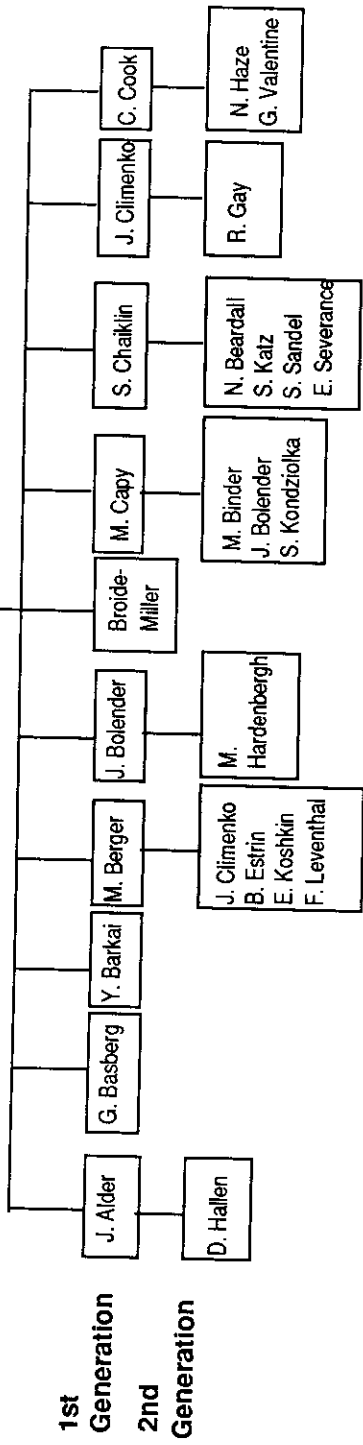 1st
Generation
J. Alder
G. Basberg
Y. Barkai
M. Berger
J. Bolender
Broide-
Miller
M. Capy
S. Chaiklin
J. Climenko
C. Cook
2nd
Generation
D. Hallen
J. Climenko
B. Estrin
E. Koshkin
F. Leventhal
M.
Hardenbergh
M. Binder
J. Bolender
S. Kondziolka
N. Beardall
S. Katz
S. Sandel
E. Severance
R. Gay
N. Haze
G. Valentine